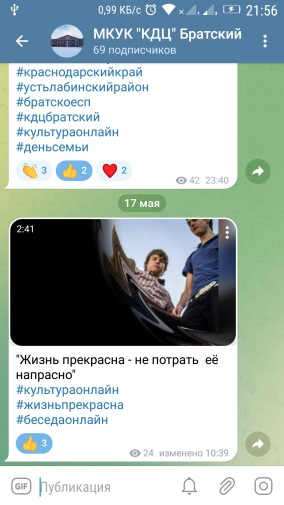 0,99 КБ/с 21:56
МКУК "КДЦ" Братский
69 подписчиков
#краснодарскийкрай
#устьлабинскийрайон
#братскоесп
#кдцбратский
#культураонлайн
#деньсемьи
3 2 2
42 23:40
17 мая
2:41
"Жизнь прекрасна - не потрать её
напрасно"
#культураонлайн
#жизньпрекрасна
#беседаонлайн
3
24 изменено 10:39
GIF Публикация